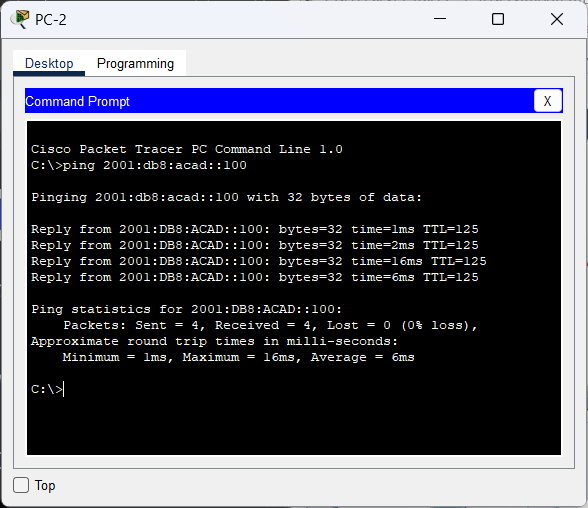 PC-2
Desktop Programming
Command Prompt X
Cisco Packet Tracer PC Command Line 1.0
C:\>ping 2001:db8:acad::100
Pinging 2001:db8:acad::100 with 32 bytes of data:
Reply from 2001:DB8:ACAD::100: bytes=32 time=1ms TTL=125
Reply from 2001:DB8:ACAD::100: bytes=32 time=2ms TTL=125
Reply from 2001:DB8:ACAD::100: bytes=32 time=16ms TTL=125
Reply from 2001:DB8:ACAD::100: bytes=32 time=6ms TTL=125
Ping statistics for 2001:DB8:ACAD::100:
Packets: Sent = 4, Received = 4, Lost = 0 (0% loss),
Approximate round trip times in milli-seconds:
Minimum = 1ms, Maximum = 16ms, Average = 6ms
C:\>
Top